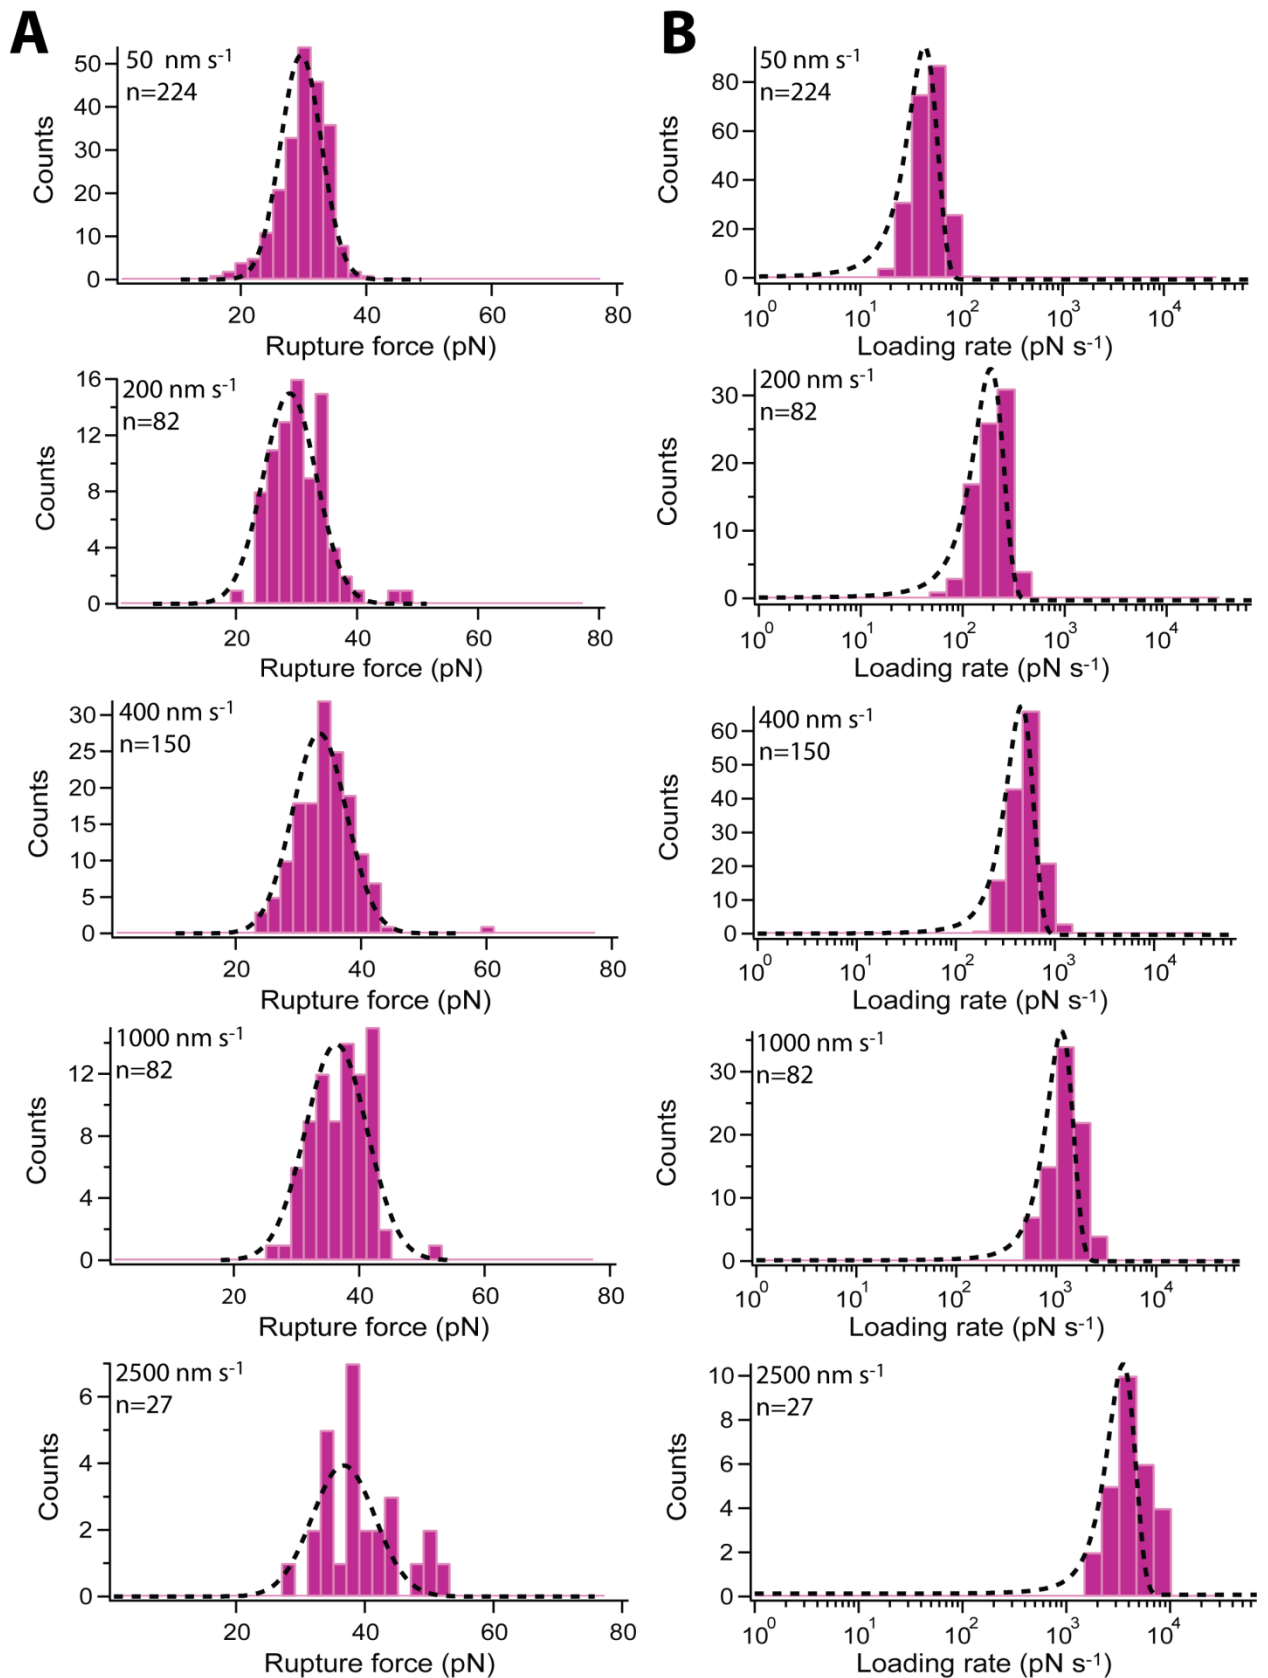 A
50 nm s-1
n=224
50
40
30
20
10
0
Counts
20 40 60 80
Rupture force (pN)
200 nm s-1
n=82
16
12
8
4
0
Counts
20 40 60 80
Rupture force (pN)
400 nm s-1
n=150
30
25
20
15
10
5
0
Counts
20 40 60 80
Rupture force (pN)
1000 nm s-1
n=82
12
8
4
0
Counts
20 40 60 80
Rupture force (pN)
2500 nm s-1
n=27
6
4
2
0
Counts
20 40 60 80
Rupture force (pN)
B
50 nm s-1
n=224
80
60
40
20
0
Counts
10^0 10^1 10^2 10^3 10^4
Loading rate (pN s-1)
200 nm s-1
n=82
30
20
10
0
Counts
10^0 10^1 10^2 10^3 10^4
Loading rate (pN s-1)
400 nm s-1
n=150
60
50
40
30
20
10
0
Counts
10^0 10^1 10^2 10^3 10^4
Loading rate (pN s-1)
1000 nm s-1
n=82
30
20
10
0
Counts
10^0 10^1 10^2 10^3 10^4
Loading rate (pN s-1)
2500 nm s-1
n=27
10
8
6
4
2
0
Counts
10^0 10^1 10^2 10^3 10^4
Loading rate (pN s-1)